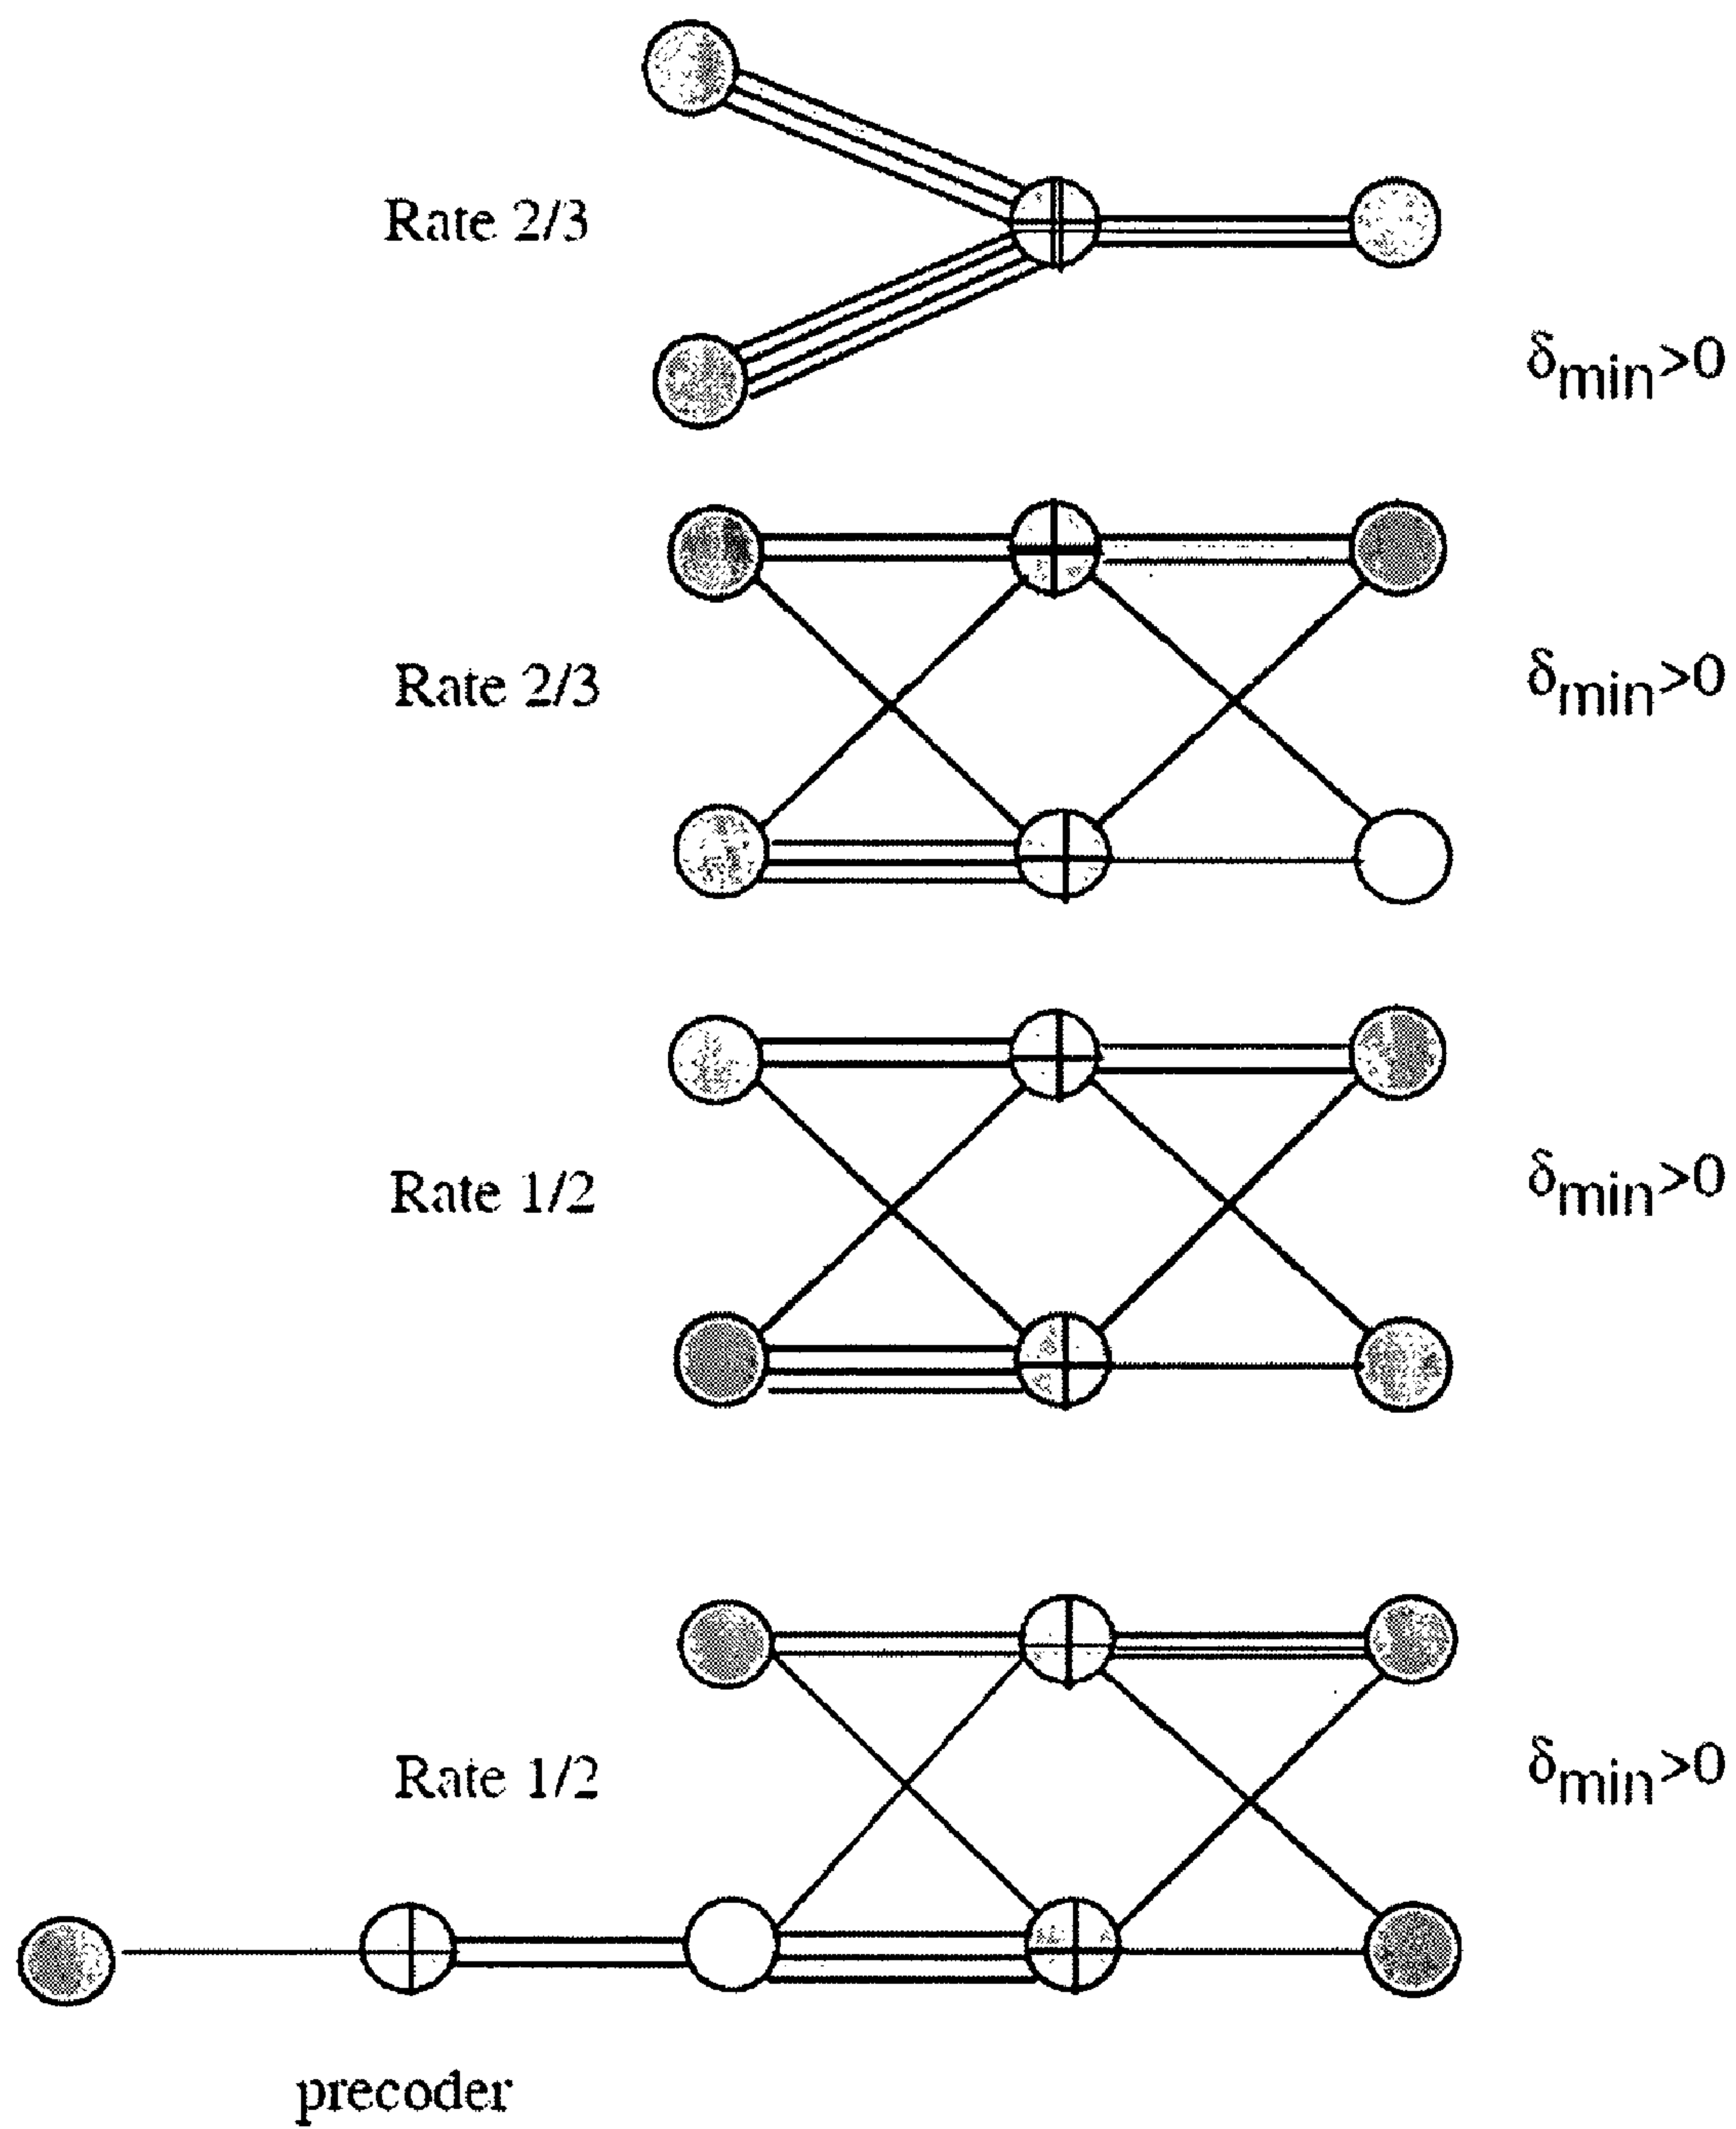 Rate 2/3
δmin>0
Rate 2/3
δmin>0
Rate 1/2
δmin>0
Rate 1/2
δmin>0
precoder